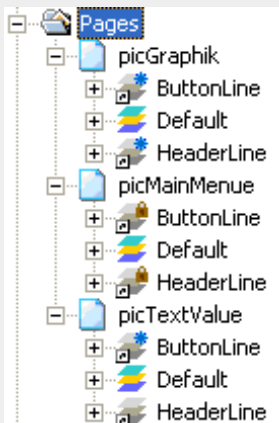 Pages
picGraphik
ButtonLine
Default
HeaderLine
picMainMenue
ButtonLine
Default
HeaderLine
picTextValue
ButtonLine
Default
HeaderLine